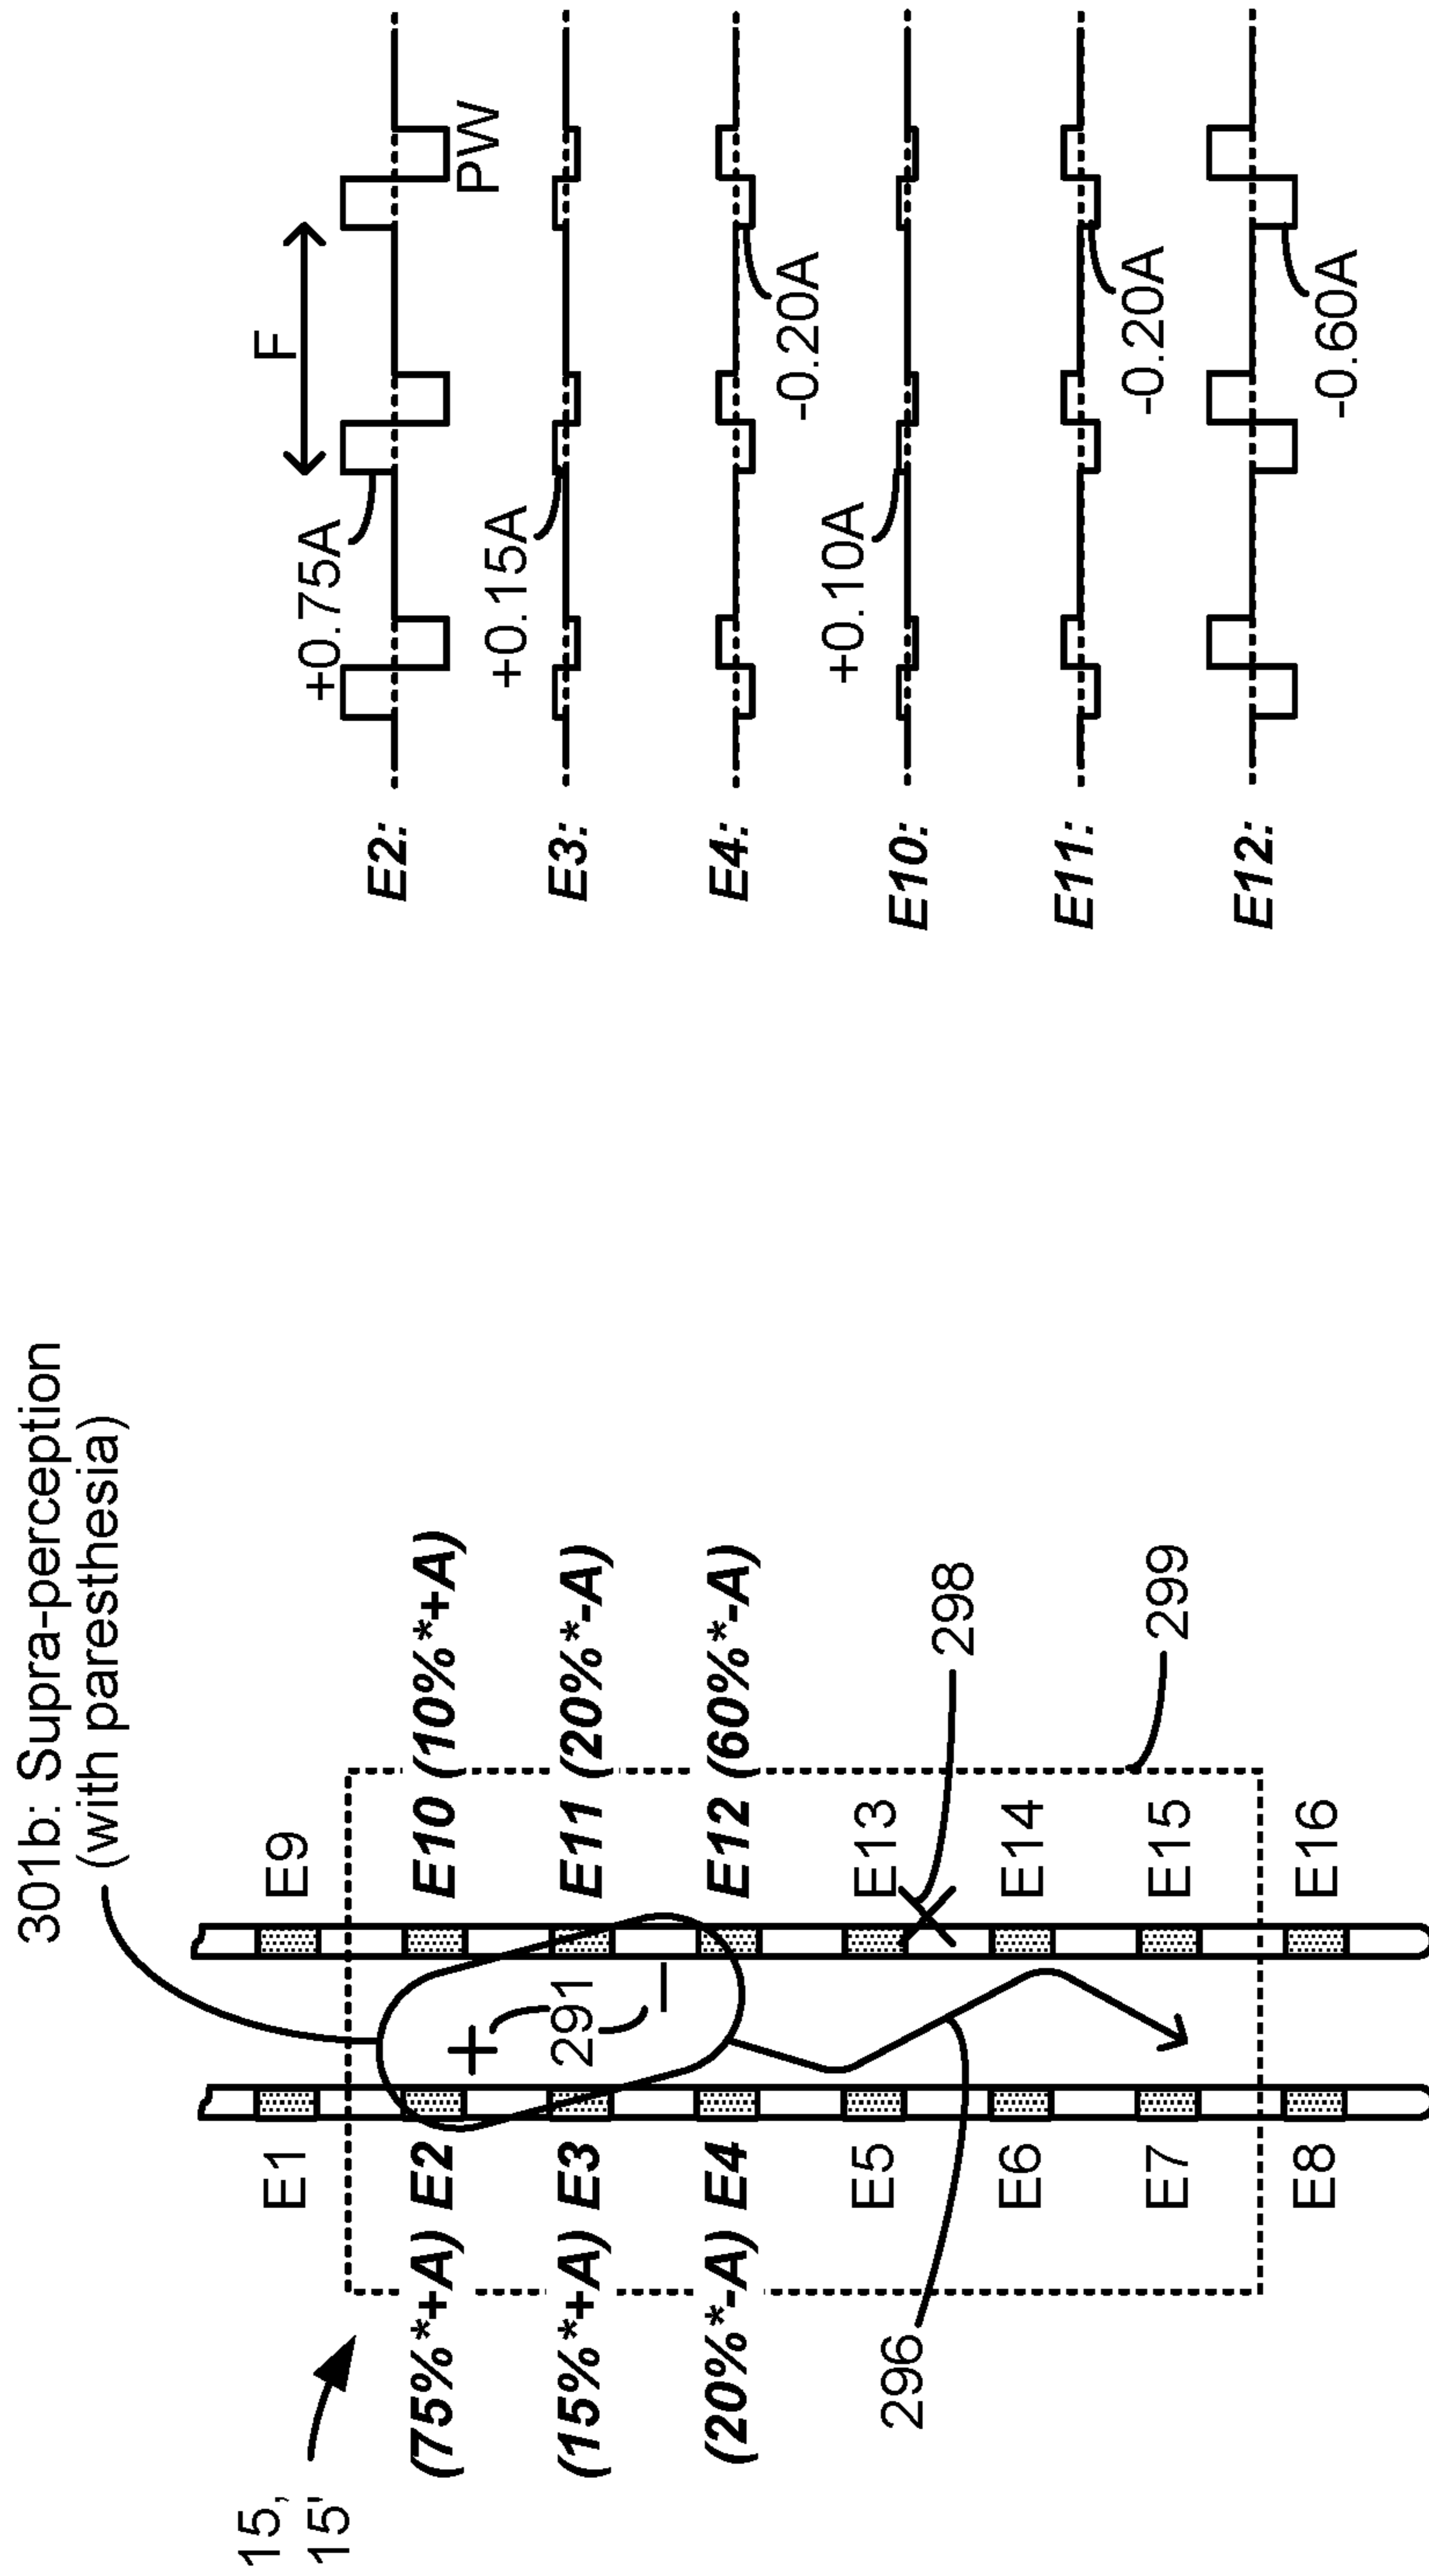 301b: Supra-perception
(with paresthesia)
15,
15'
E1
E9
(75%*+A) E2
E10 (10%*+A)
+
291
(15%*+A) E3
E11 (20%*-A)
–
(20%*-A) E4
E12 (60%*-A)
E5
E13
298
296
E6
E14
E7
E15
299
E8
E16
F
+0.75A
E2:
PW
+0.15A
E3:
E4:
-0.20A
+0.10A
E10:
E11:
-0.20A
E12:
-0.60A